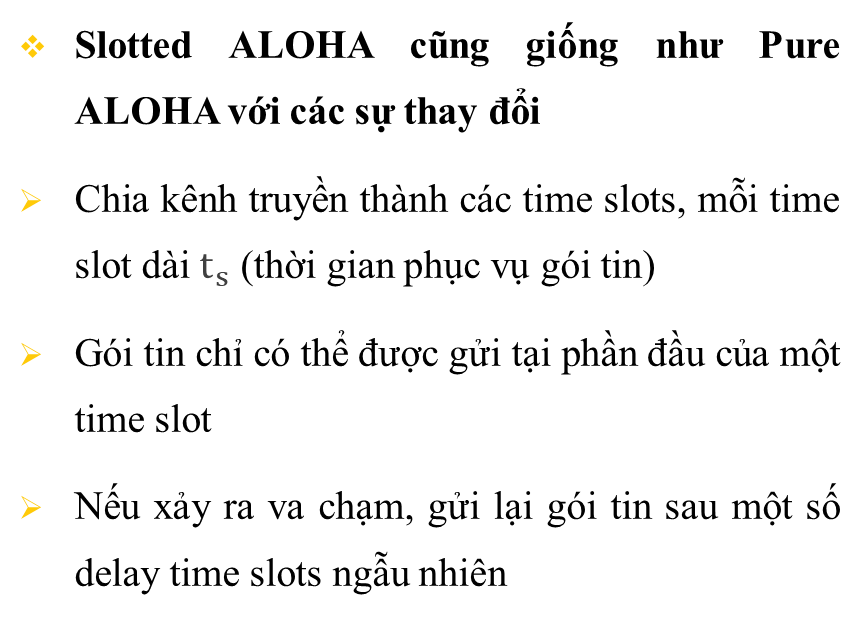 ❖ Slotted ALOHA cũng giống như Pure
ALOHA với các sự thay đổi
➢ Chia kênh truyền thành các time slots, mỗi time
slot dài tₛ (thời gian phục vụ gói tin)
➢ Gói tin chỉ có thể được gửi tại phần đầu của một
time slot
➢ Nếu xảy ra va chạm, gửi lại gói tin sau một số
delay time slots ngẫu nhiên